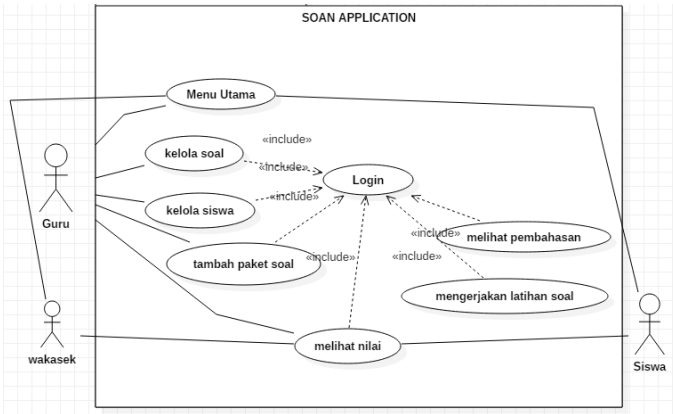 SOAN APPLICATION
Menu Utama
«include»
kelola soal
«include»
Login
kelola siswa
«include»
Guru
«include»
melihat pembahasan
tambah paket soal
«include»
«include»
mengerjakan latihan soal
melihat nilai
wakasek
Siswa